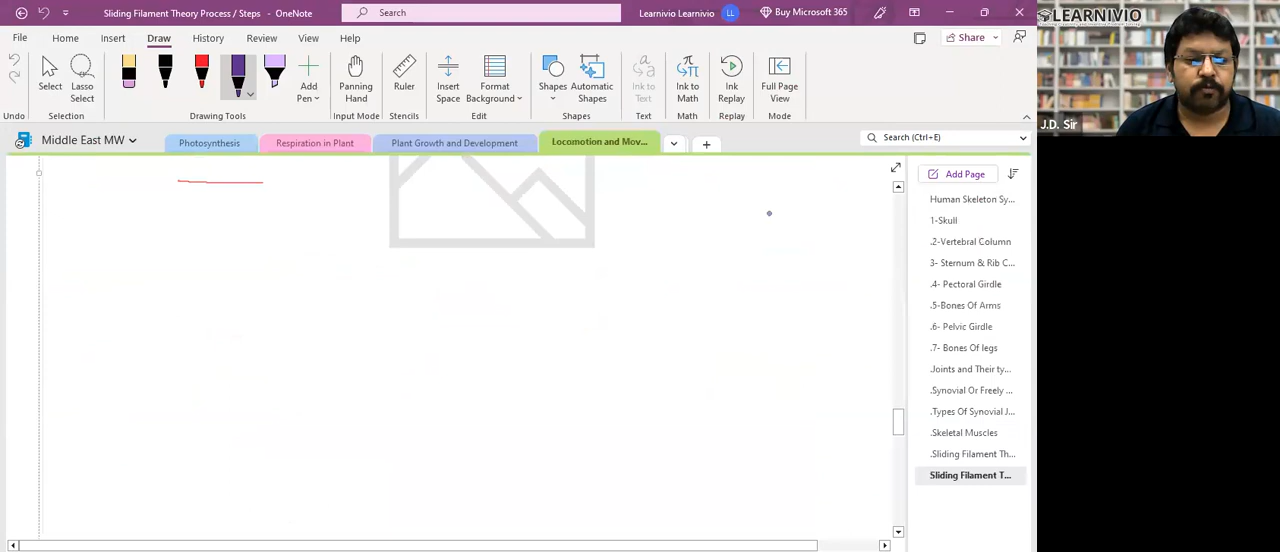 Sliding Filament Theory Process / Steps - OneNote
Search
Learnivio Learnivio
LL
Buy Microsoft 365
LEARNIVIO
File
Home
Insert
Draw
History
Review
View
Help
Share
Undo
Select
Lasso Select
Add Pen
Panning Hand
Ruler
Insert Space
Format Background
Shapes
Automatic Shapes
Ink to Text
Ink to Math
Ink Replay
Full Page View
Selection
Drawing Tools
Input Mode
Stencils
Edit
Shapes
Text
Math
Replay
Mode
J.D. Sir
Middle East MW
Photosynthesis
Respiration in Plant
Plant Growth and Development
Locomotion and Mov...
Search (Ctrl+E)
Add Page
Human Skeleton Sy...
1-Skull
.2-Vertebral Column
3- Sternum & Rib C...
.4- Pectoral Girdle
.5-Bones Of Arms
.6- Pelvic Girdle
.7- Bones Of legs
.Joints and Their ty...
.Synovial Or Freely ...
.Types Of Synovial J...
.Skeletal Muscles
.Sliding Filament Th...
Sliding Filament T...